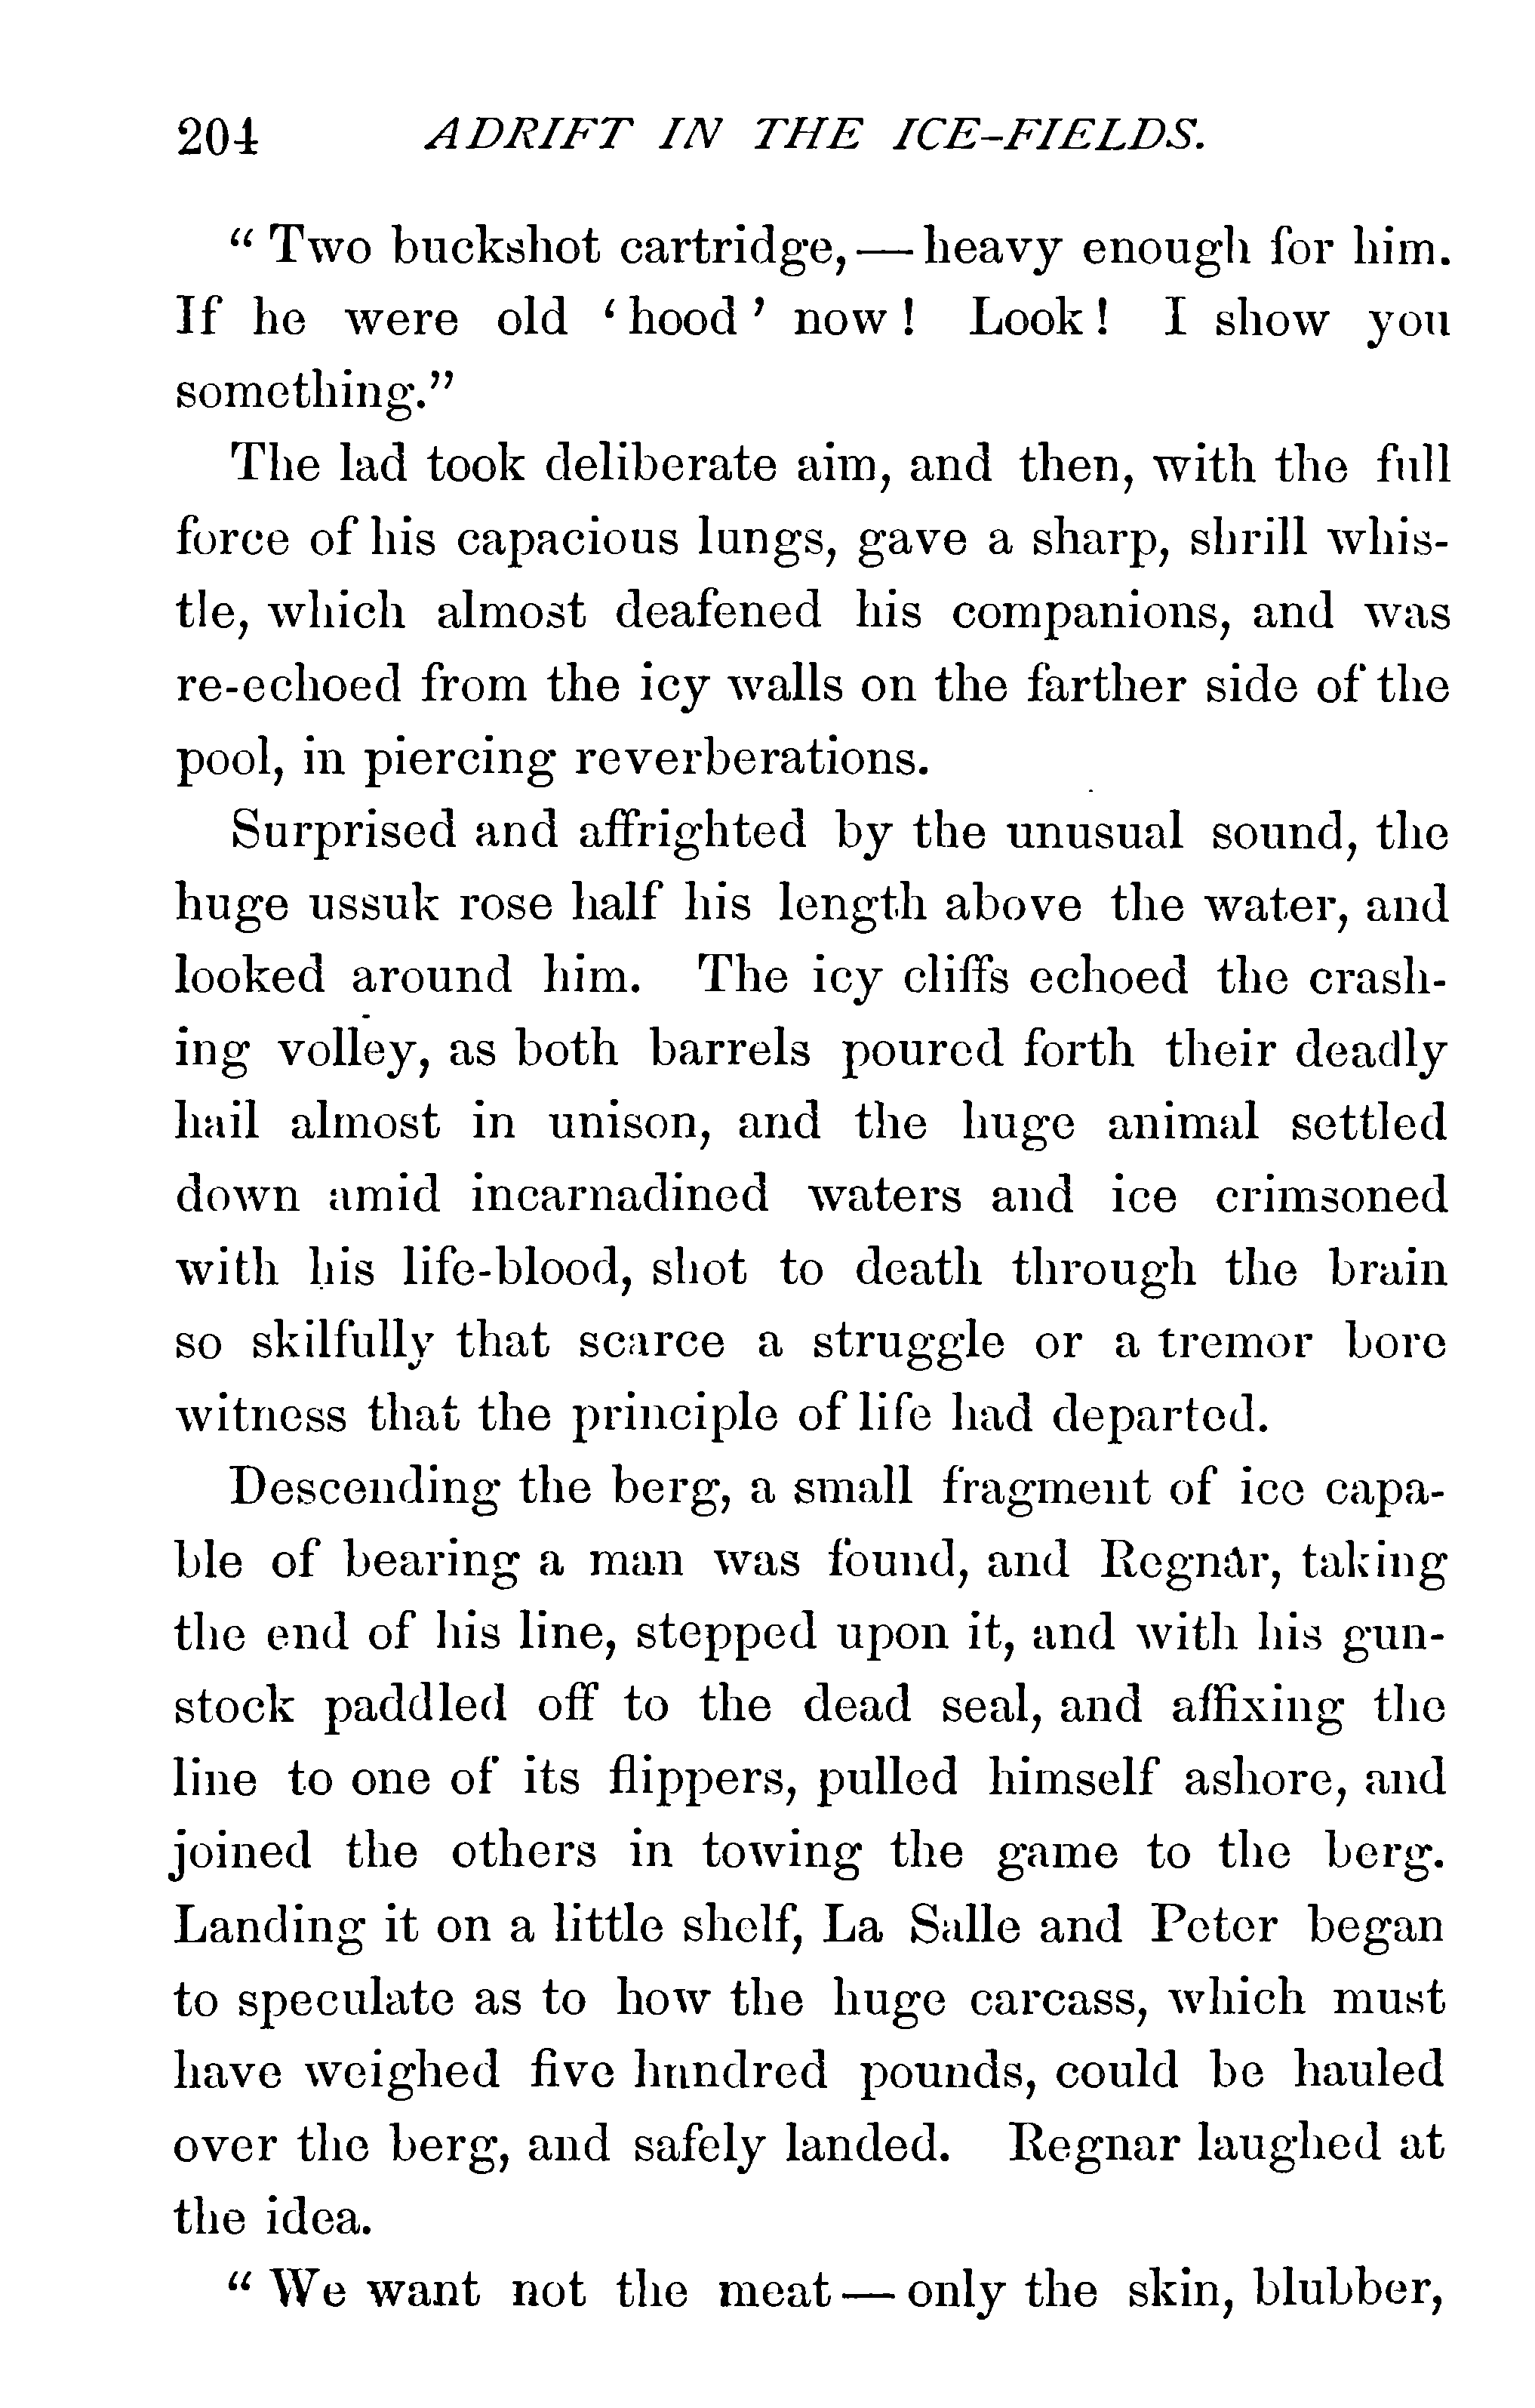 204 ADRIFT IN THE ICE-FIELDS.
“Two buckshot cartridge,—heavy enough for him.
If he were old ‘hood’ now! Look! I show you
something.”
The lad took deliberate aim, and then, with the full
force of his capacious lungs, gave a sharp, shrill whis-
tle, which almost deafened his companions, and was
re-echoed from the icy walls on the farther side of the
pool, in piercing reverberations.
Surprised and affrighted by the unusual sound, the
huge ussuk rose half his length above the water, and
looked around him. The icy cliffs echoed the crash-
ing volley, as both barrels poured forth their deadly
hail almost in unison, and the huge animal settled
down amid incarnadined waters and ice crimsoned
with his life-blood, shot to death through the brain
so skilfully that scarce a struggle or a tremor bore
witness that the principle of life had departed.
Descending the berg, a small fragment of ice capa-
ble of bearing a man was found, and Regnar, taking
the end of his line, stepped upon it, and with his gun-
stock paddled off to the dead seal, and affixing the
line to one of its flippers, pulled himself ashore, and
joined the others in towing the game to the berg.
Landing it on a little shelf, La Salle and Peter began
to speculate as to how the huge carcass, which must
have weighed five hundred pounds, could be hauled
over the berg, and safely landed. Regnar laughed at
the idea.
“We want not the meat—only the skin, blubber,